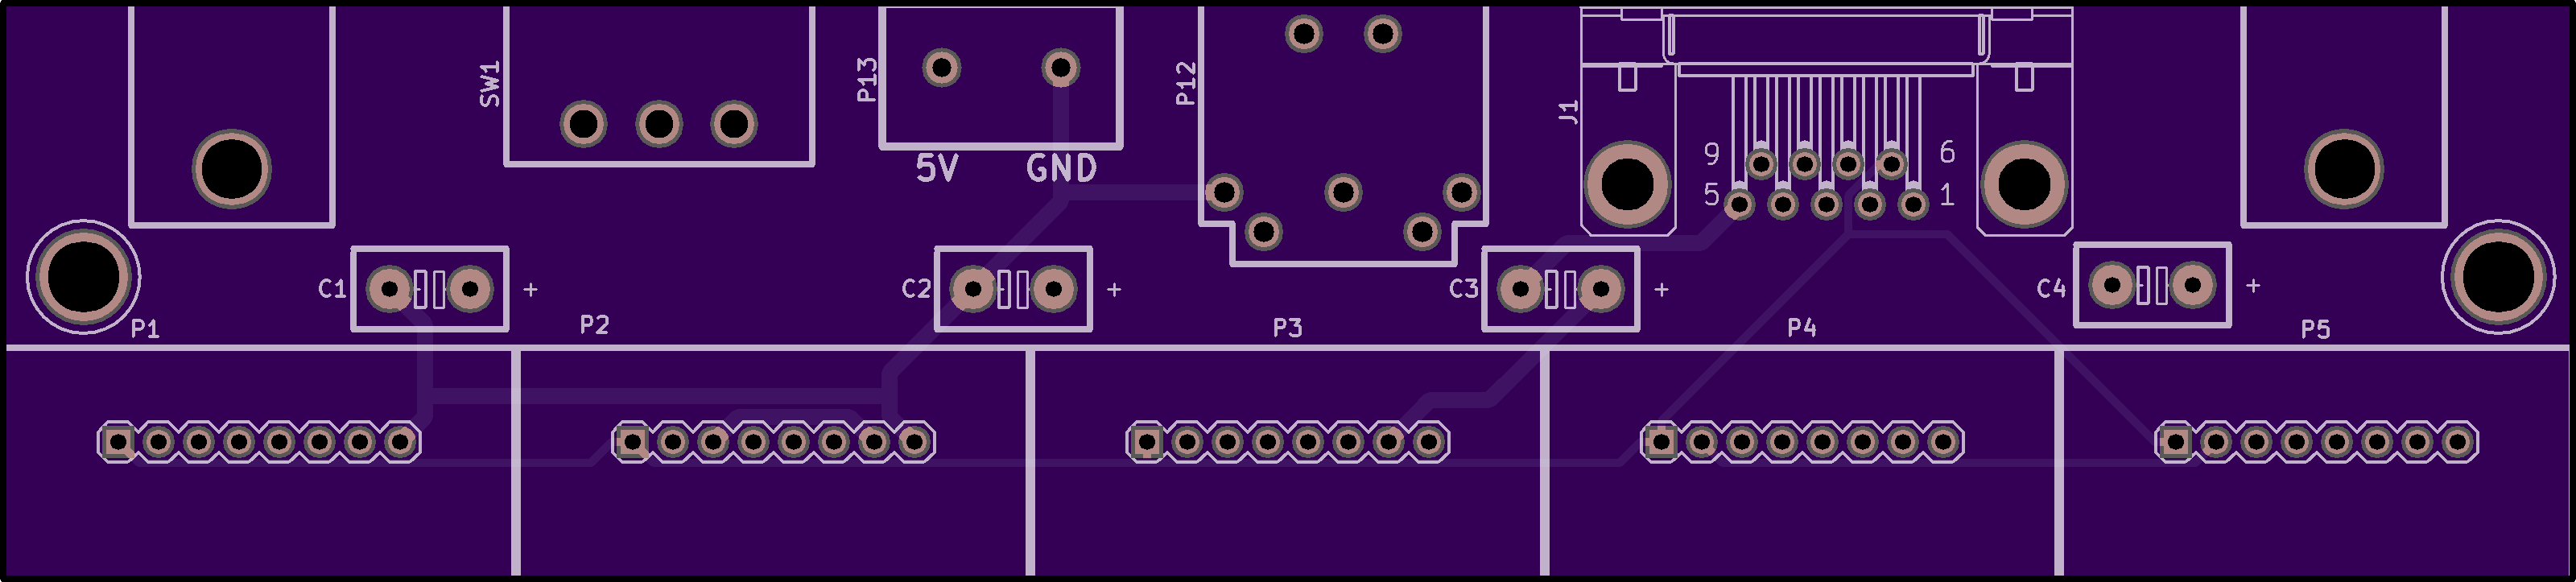 SW1
P13
P12
J1
5V GND
9 6
5 1
C1 +
C2 +
C3 +
C4 +
P1
P2
P3
P4
P5